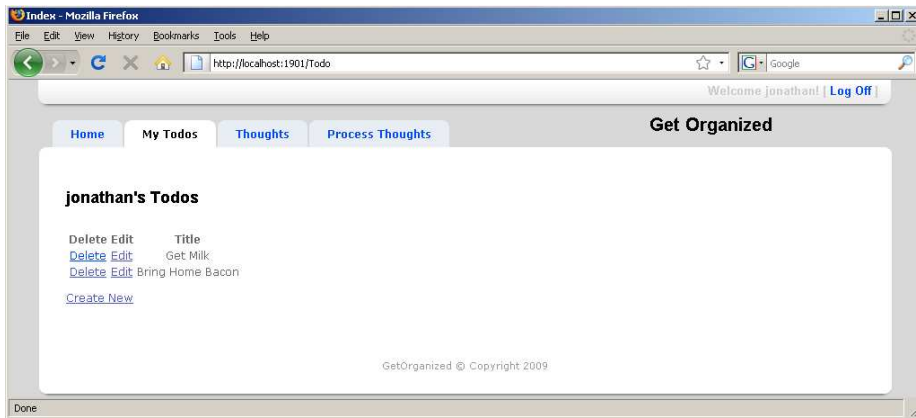 Index - Mozilla Firefox
File Edit View History Bookmarks Tools Help
http://localhost:1901/Todo
G Google
Welcome jonathan! [ Log Off ]
Get Organized
Home My Todos Thoughts Process Thoughts
jonathan's Todos
Delete Edit Title
Delete Edit Get Milk
Delete Edit Bring Home Bacon
Create New
GetOrganized © Copyright 2009
Done